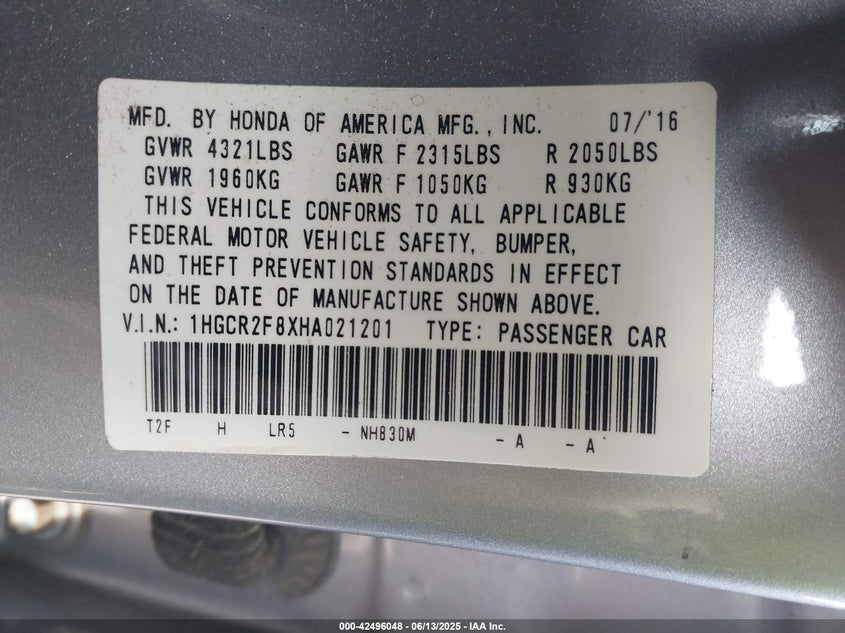 MFD. BY HONDA OF AMERICA MFG., INC. 07/'16
GVWR 4321LBS GAWR F 2315LBS R 2050LBS
GVWR 1960KG GAWR F 1050KG R 930KG
THIS VEHICLE CONFORMS TO ALL APPLICABLE
FEDERAL MOTOR VEHICLE SAFETY, BUMPER,
AND THEFT PREVENTION STANDARDS IN EFFECT
ON THE DATE OF MANUFACTURE SHOWN ABOVE.
V.I.N.: 1HGCR2F8XHA021201 TYPE: PASSENGER CAR
T2F H LR5 - NH830M - A - A
000-42496048 - 06/13/2025 - IAA Inc.